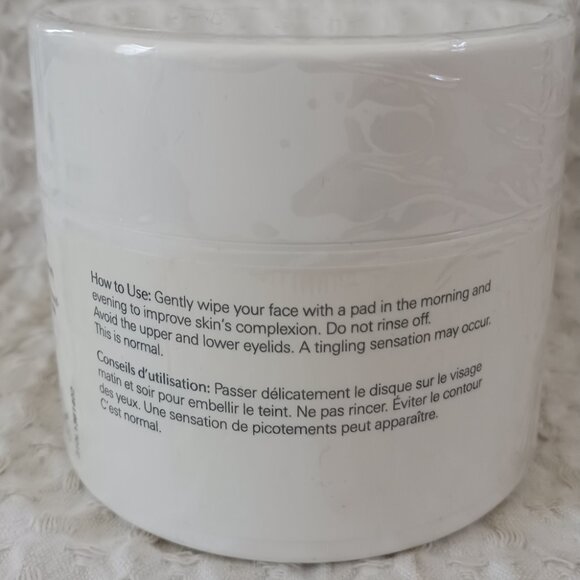 How to Use: Gently wipe your face with a pad in the morning and
evening to improve skin's complexion. Do not rinse off.
Avoid the upper and lower eyelids. A tingling sensation may occur.
This is normal.
Conseils d'utilisation: Passer délicatement le disque sur le visage
matin et soir pour embellir le teint. Ne pas rincer. Éviter le contour
des yeux. Une sensation de picotements peut apparaître.
C'est normal.